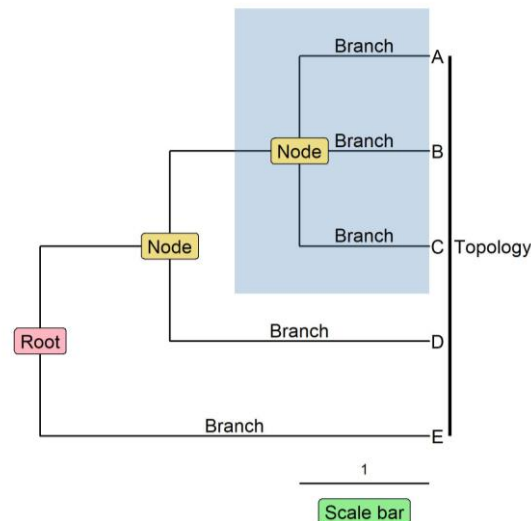 Branch A
Node Branch B
Node Branch C Topology
Root Branch D
Branch E
1
Scale bar